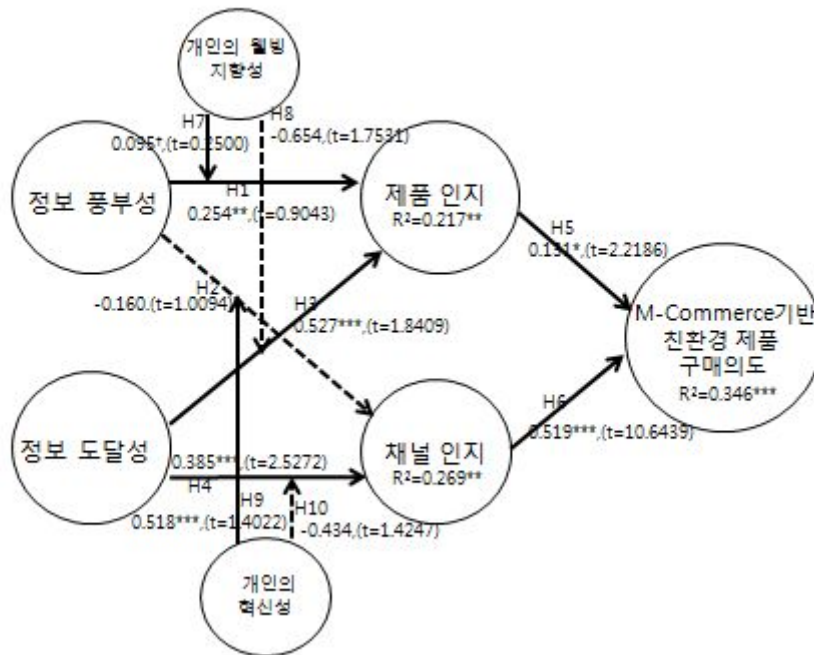 개인의 웰빙
지향성
H7
0.095†,(t=0.2500)
H8
-0.654,(t=1.7531)
정보 풍부성
H1
0.254**,(t=0.9043)
제품 인지
R²=0.217**
H5
0.131*,(t=2.2186)
H2
-0.160.(t=1.0094)
H3
0.527***,(t=1.8409)
M-Commerce기반
친환경 제품
구매의도
R²=0.346***
정보 도달성
0.385***,(t=2.5272)
H4
채널 인지
R²=0.269**
H6
0.519***,(t=10.6439)
H9
0.518***,(t=1.4022)
H10
-0.434,(t=1.4247)
개인의
혁신성